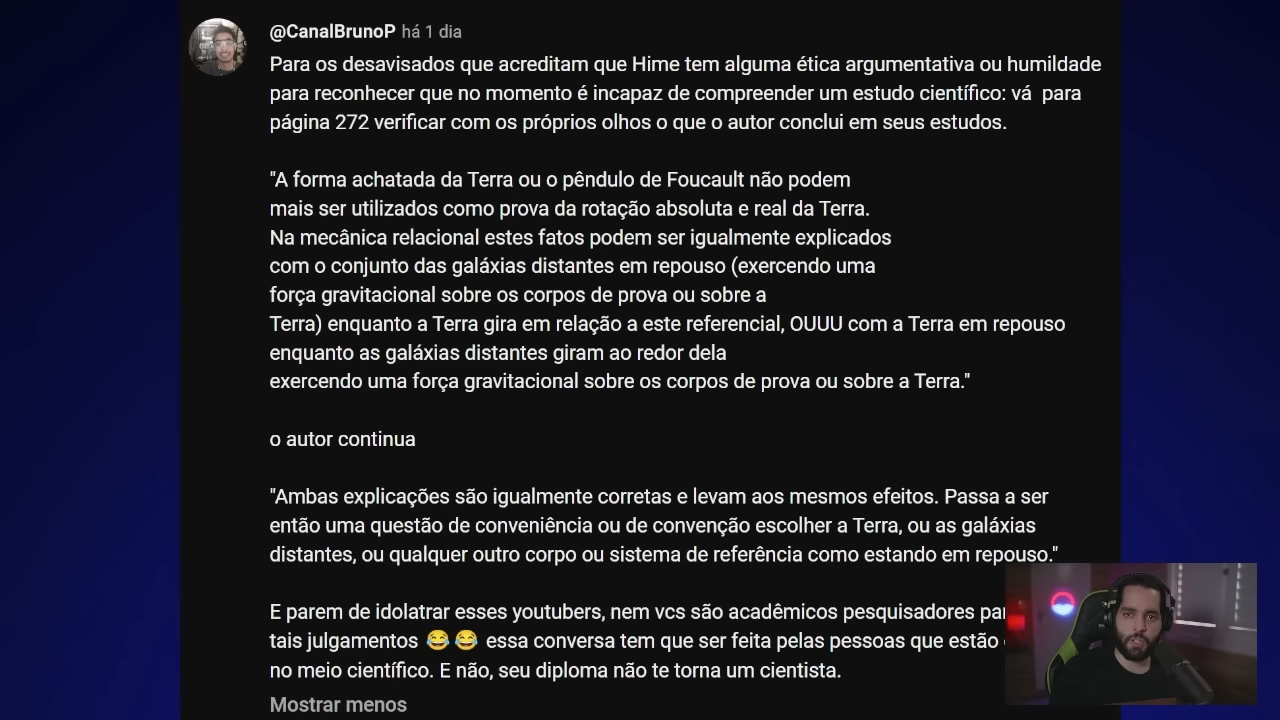 @CanalBrunoP há 1 dia
Para os desavisados que acreditam que Hime tem alguma ética argumentativa ou humildade
para reconhecer que no momento é incapaz de compreender um estudo científico: vá para
página 272 verificar com os próprios olhos o que o autor conclui em seus estudos.
"A forma achatada da Terra ou o pêndulo de Foucault não podem
mais ser utilizados como prova da rotação absoluta e real da Terra.
Na mecânica relacional estes fatos podem ser igualmente explicados
com o conjunto das galáxias distantes em repouso (exercendo uma
força gravitacional sobre os corpos de prova ou sobre a
Terra) enquanto a Terra gira em relação a este referencial, OUUU com a Terra em repouso
enquanto as galáxias distantes giram ao redor dela
exercendo uma força gravitacional sobre os corpos de prova ou sobre a Terra."
o autor continua
"Ambas explicações são igualmente corretas e levam aos mesmos efeitos. Passa a ser
então uma questão de conveniência ou de convenção escolher a Terra, ou as galáxias
distantes, ou qualquer outro corpo ou sistema de referência como estando em repouso."
E parem de idolatrar esses youtubers, nem vcs são acadêmicos pesquisadores
tais julgamentos 😂😂 essa conversa tem que ser feita pelas pessoas que estão
no meio científico. E não, seu diploma não te torna um cientista.
Mostrar menos